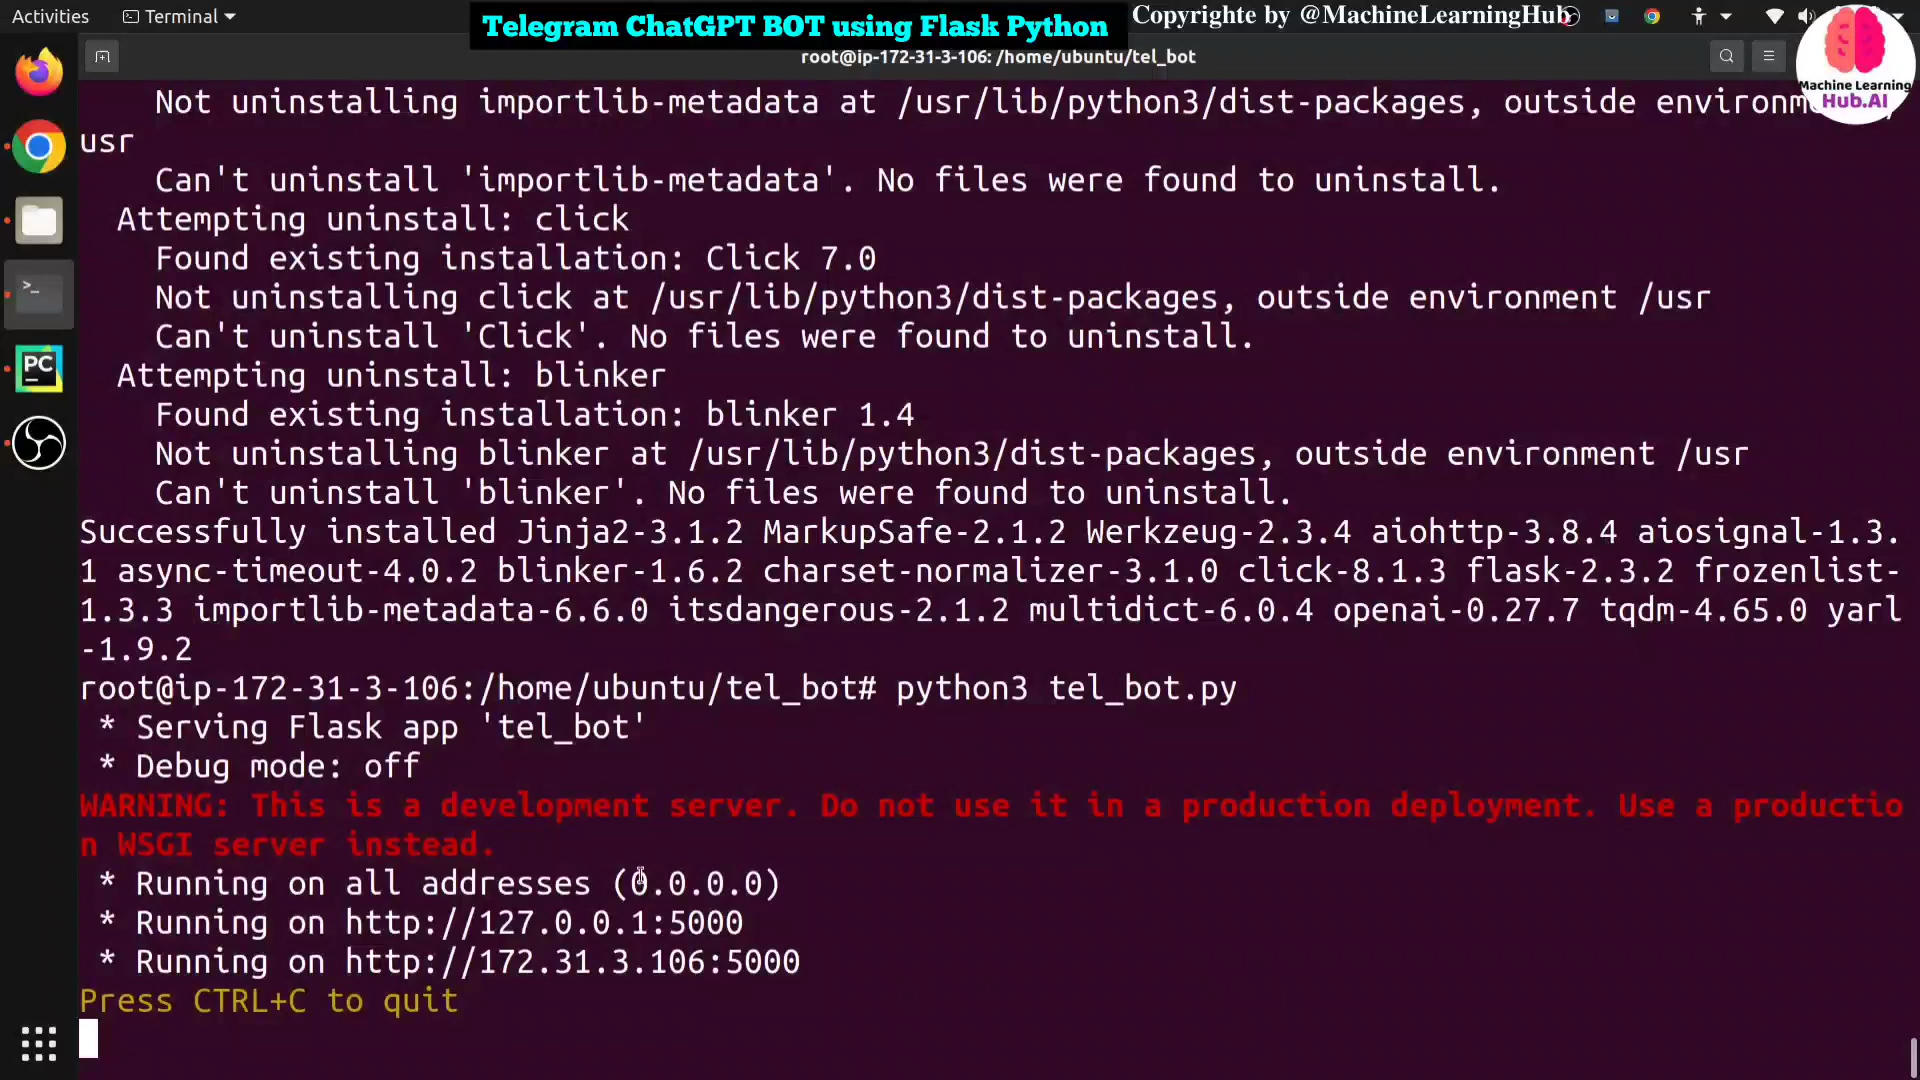 Activities
Terminal
Telegram ChatGPT BOT using Flask Python
Copyrighte by @MachineLearningHub
root@ip-172-31-3-106: /home/ubuntu/tel_bot
Machine Learning
Hub.AI
Not uninstalling importlib-metadata at /usr/lib/python3/dist-packages, outside
usr
Can't uninstall 'importlib-metadata'. No files were found to uninstall.
Attempting uninstall: click
Found existing installation: Click 7.0
Not uninstalling click at /usr/lib/python3/dist-packages, outside environment /usr
Can't uninstall 'Click'. No files were found to uninstall.
Attempting uninstall: blinker
Found existing installation: blinker 1.4
Not uninstalling blinker at /usr/lib/python3/dist-packages, outside environment /usr
Can't uninstall 'blinker'. No files were found to uninstall.
Successfully installed Jinja2-3.1.2 MarkupSafe-2.1.2 Werkzeug-2.3.4 aiohttp-3.8.4 aiosignal-1.3.
1 async-timeout-4.0.2 blinker-1.6.2 charset-normalizer-3.1.0 click-8.1.3 flask-2.3.2 frozenlist-
1.3.3 importlib-metadata-6.6.0 itsdangerous-2.1.2 multidict-6.0.4 openai-0.27.7 tqdm-4.65.0 yarl
-1.9.2
root@ip-172-31-3-106:/home/ubuntu/tel_bot# python3 tel_bot.py
* Serving Flask app 'tel_bot'
* Debug mode: off
WARNING: This is a development server. Do not use it in a production deployment. Use a productio
n WSGI server instead.
* Running on all addresses (0.0.0.0)
* Running on http://127.0.0.1:5000
* Running on http://172.31.3.106:5000
Press CTRL+C to quit
PC
>_